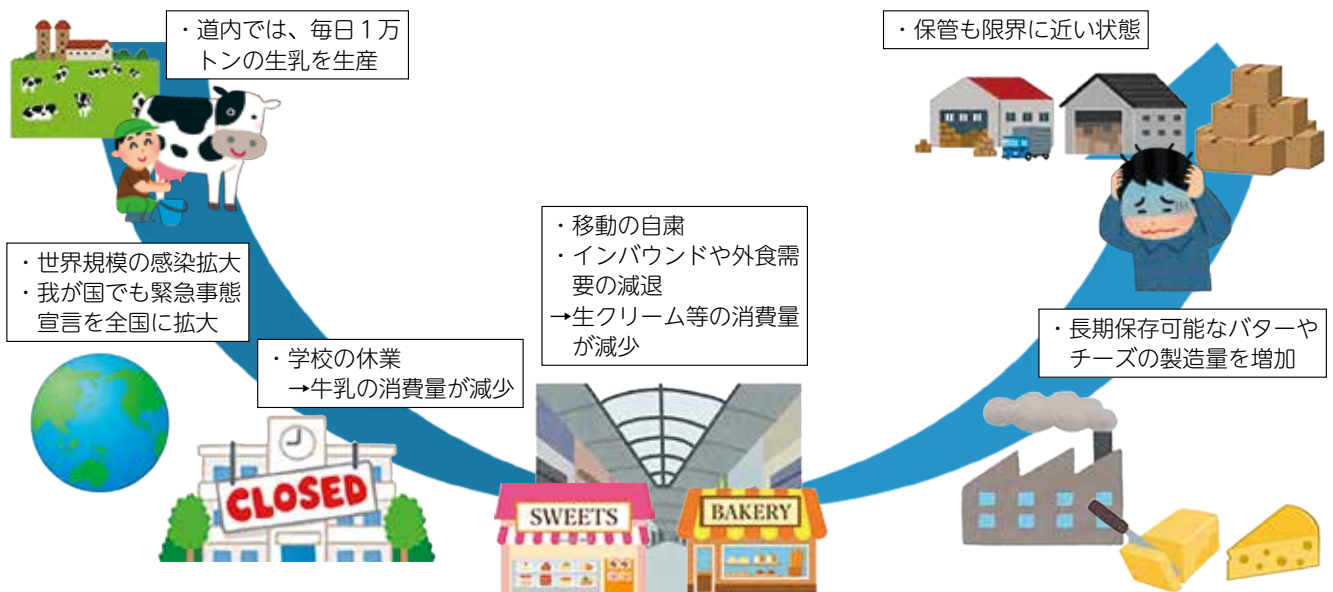 ・道内では、毎日１万
トンの生乳を生産
・世界規模の感染拡大
・我が国でも緊急事態
宣言を全国に拡大
・学校の休業
→牛乳の消費量が減少
CLOSED
・移動の自粛
・インバウンドや外食需
要の減退
→生クリーム等の消費量
が減少
SWEETS
BAKERY
・長期保存可能なバターや
チーズの製造量を増加
・保管も限界に近い状態